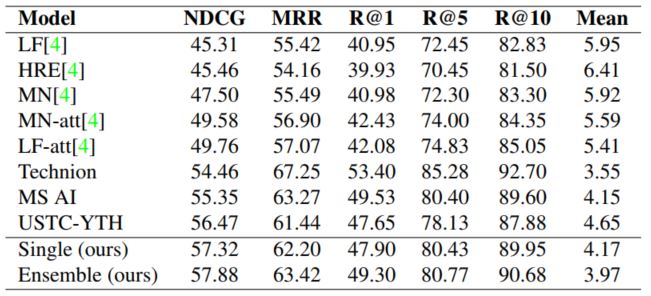 Model NDCG MRR R@1 R@5 R@10 Mean
LF[4] 45.31 55.42 40.95 72.45 82.83 5.95
HRE[4] 45.46 54.16 39.93 70.45 81.50 6.41
MN[4] 47.50 55.49 40.98 72.30 83.30 5.92
MN-att[4] 49.58 56.90 42.43 74.00 84.35 5.59
LF-att[4] 49.76 57.07 42.08 74.83 85.05 5.41
Technion 54.46 67.25 53.40 85.28 92.70 3.55
MS AI 55.35 63.27 49.53 80.40 89.60 4.15
USTC-YTH 56.47 61.44 47.65 78.13 87.88 4.65
Single (ours) 57.32 62.20 47.90 80.43 89.95 4.17
Ensemble (ours) 57.88 63.42 49.30 80.77 90.68 3.97